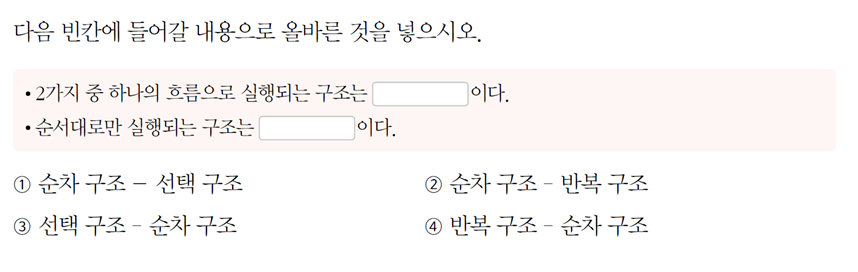 다음 빈칸에 들어갈 내용으로 올바른 것을 넣으시오.
• 2가지 중 하나의 흐름으로 실행되는 구조는 이다.
• 순서대로만 실행되는 구조는 이다.
① 순차 구조 – 선택 구조
② 순차 구조 – 반복 구조
③ 선택 구조 – 순차 구조
④ 반복 구조 – 순차 구조